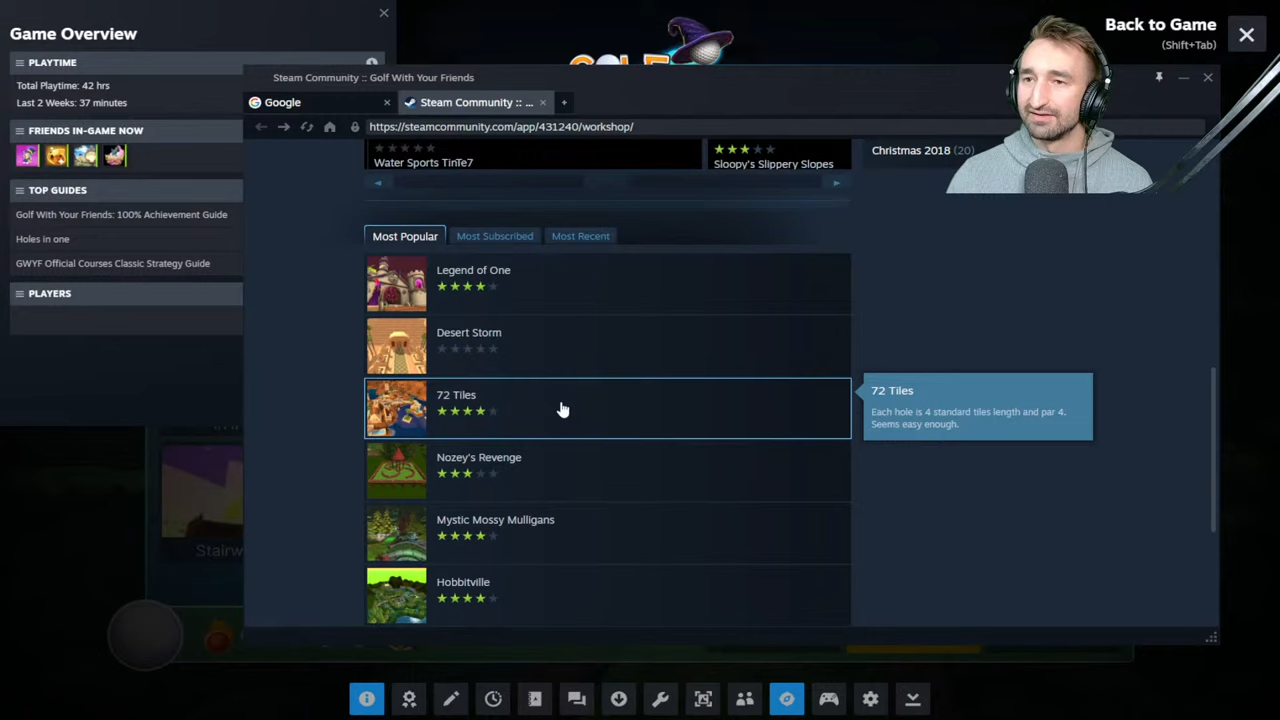 Game Overview
PLAYTIME
Total Playtime: 42 hrs
Last 2 Weeks: 37 minutes
FRIENDS IN-GAME NOW
TOP GUIDES
Golf With Your Friends: 100% Achievement Guide
Holes in one
GWYF Official Courses Classic Strategy Guide
PLAYERS
GOLF
Back to Game
(Shift+Tab)
Steam Community :: Golf With Your Friends
Google
Steam Community :: ...
https://steamcommunity.com/app/431240/workshop/
Water Sports TinTe7
Sloopy's Slippery Slopes
Christmas 2018 (20)
Most Popular
Most Subscribed
Most Recent
Legend of One
Desert Storm
72 Tiles
72 Tiles
Each hole is 4 standard tiles length and par 4.
Seems easy enough.
Nozey's Revenge
Mystic Mossy Mulligans
Hobbitville